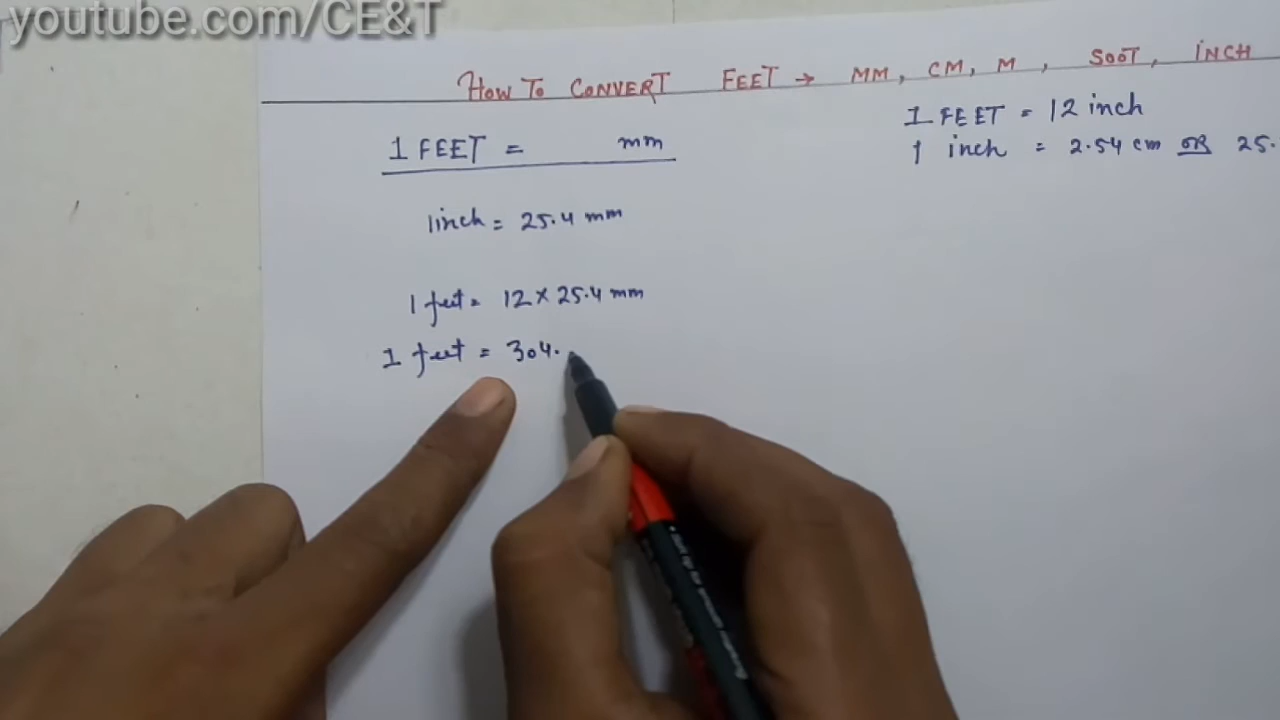 youtube.com/CE&T
HOW TO CONVERT FEET → MM, CM, M, SOOT, INCH
1 FEET = 12 inch
1 inch = 2.54 cm OR 25.
1 FEET = mm
1inch = 25.4 mm
1 feet = 12 × 25.4 mm
1 feet = 304.